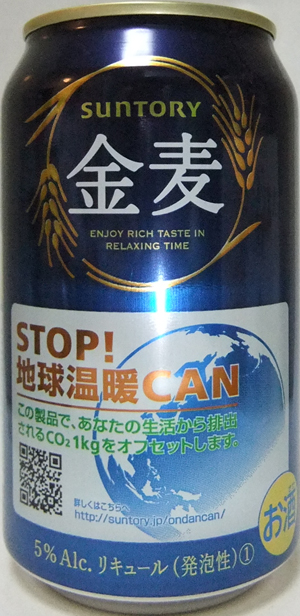 SUNTORY
金麦
ENJOY RICH TASTE IN
RELAXING TIME
STOP!
地球温暖CAN
この製品で、あなたの生活から排出
されるCO2 1kgをオフセットします。
詳しくはこちらへ
http://suntory.jp/ondancan/
お酒
5% Alc. リキュール(発泡性)①